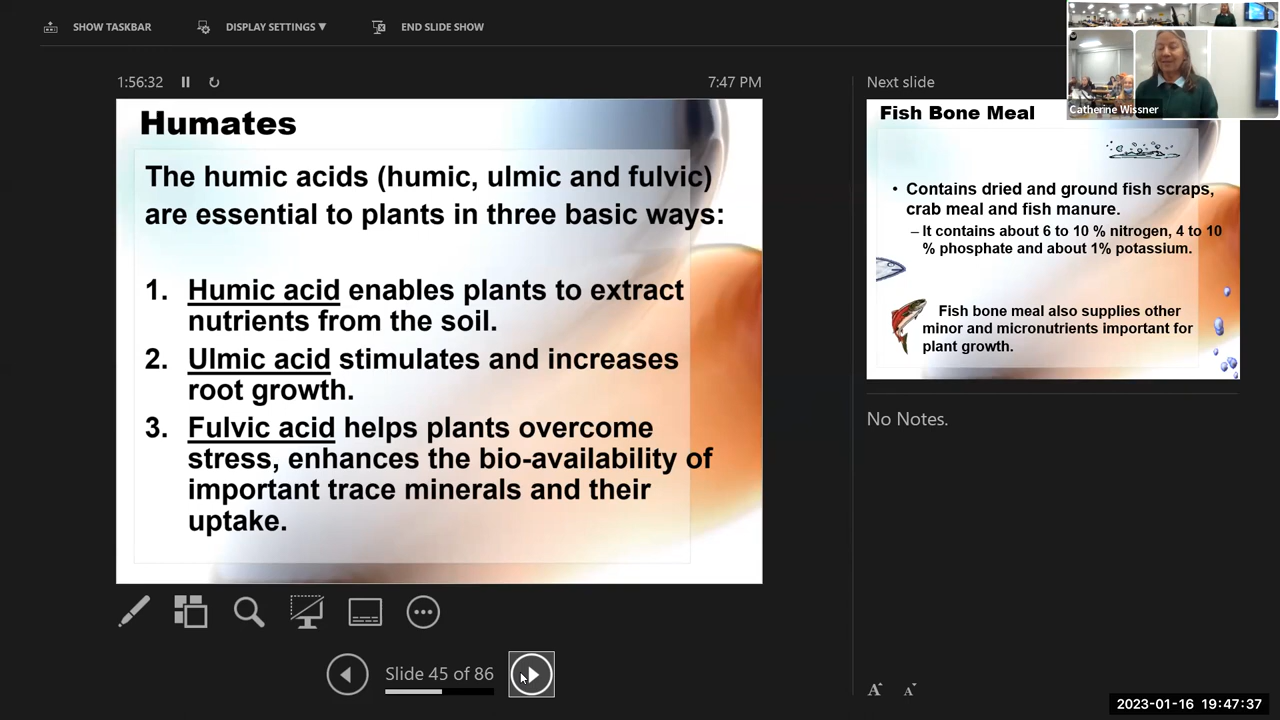 SHOW TASKBAR
DISPLAY SETTINGS ▼
END SLIDE SHOW
1:56:32
7:47 PM
Humates
The humic acids (humic, ulmic and fulvic)
are essential to plants in three basic ways:
1. Humic acid enables plants to extract
nutrients from the soil.
2. Ulmic acid stimulates and increases
root growth.
3. Fulvic acid helps plants overcome
stress, enhances the bio-availability of
important trace minerals and their
uptake.
Slide 45 of 86
Next slide
Catherine Wissner
Fish Bone Meal
• Contains dried and ground fish scraps,
crab meal and fish manure.
– It contains about 6 to 10 % nitrogen, 4 to 10
% phosphate and about 1% potassium.
Fish bone meal also supplies other
minor and micronutrients important for
plant growth.
No Notes.
A A
2023-01-16 19:47:37